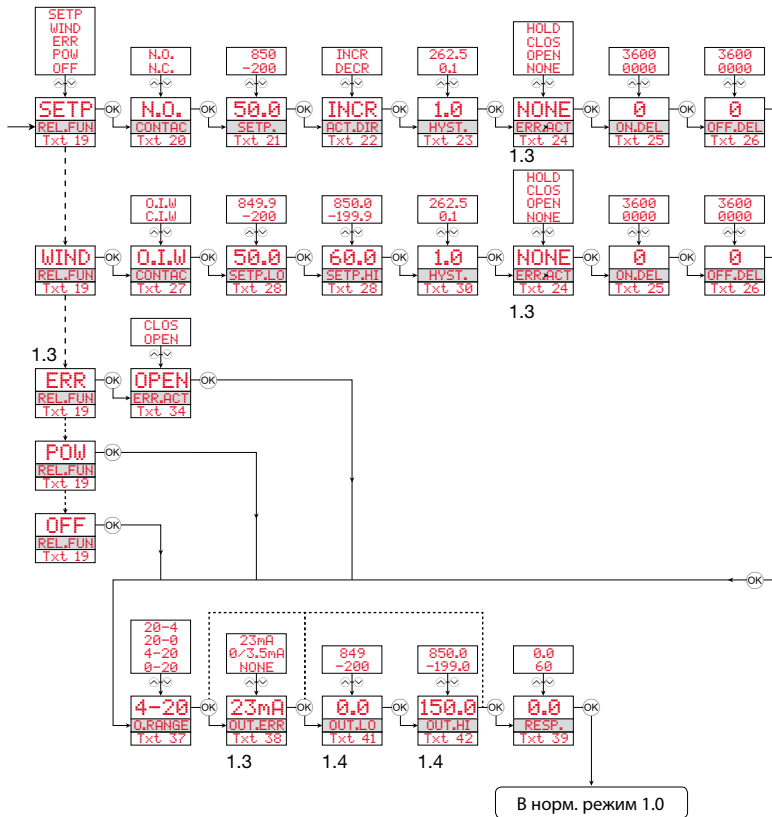 SETP
WIND
ERR
POW
OFF
N.O.
N.C.
850
-200
INCR
DECR
262.5
0.1
HOLD
CLOS
OPEN
NONE
3600
0000
3600
0000
SETP OK N.O. OK 50.0 OK INCR OK 1.0 OK NONE OK 0 OK 0
REL.FUN CONTAC SETP. ACT.DIR HYST. ERR.ACT ON.DEL OFF.DEL
Txt 19 Txt 20 Txt 21 Txt 22 Txt 23 Txt 24 Txt 25 Txt 26
1.3
O.I.W
C.I.W
849.9
-200
850.0
-199.9
262.5
0.1
HOLD
CLOS
OPEN
NONE
3600
0000
3600
0000
WIND OK O.I.W OK 50.0 OK 60.0 OK 1.0 OK NONE OK 0 OK 0
REL.FUN CONTAC SETP.LO SETP.HI HYST. ERR.ACT ON.DEL OFF.DEL
Txt 19 Txt 27 Txt 28 Txt 28 Txt 30 Txt 24 Txt 25 Txt 26
1.3
CLOS
OPEN
1.3
ERR OK OPEN OK
REL.FUN ERR.ACT
Txt 19 Txt 34
POW OK
REL.FUN
Txt 19
OFF OK
REL.FUN
Txt 19
OK
20-4
20-0
4-20
0-20
23mA
0/3.5mA
NONE
849
-200
850.0
-199.0
0.0
60
4-20 OK 23mA OK 0.0 OK 150.0 OK 0.0 OK
O.RANGE OUT.ERR OUT.LO OUT.HI RESP.
Txt 37 Txt 38 Txt 41 Txt 42 Txt 39
1.3 1.4 1.4
В норм. режим 1.0